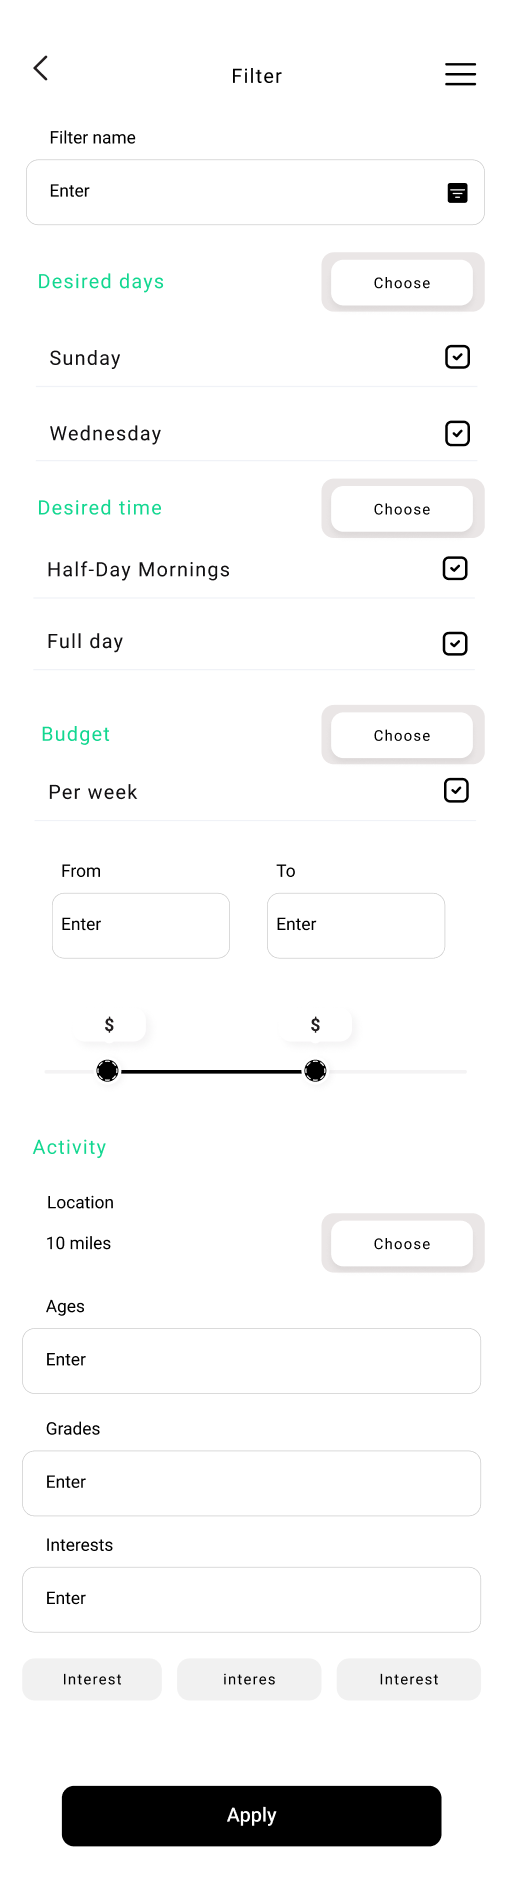 Filter
Filter name
Enter
Desired days
Choose
Sunday
Wednesday
Desired time
Choose
Half-Day Mornings
Full day
Budget
Choose
Per week
From
To
Enter
Enter
$
$
Activity
Location
10 miles
Choose
Ages
Enter
Grades
Enter
Interests
Enter
Interest
interes
Interest
Apply